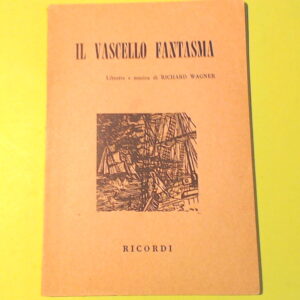 IL VASCELLO FANTASMA
Libretto e musica di RICHARD WAGNER
RICORDI